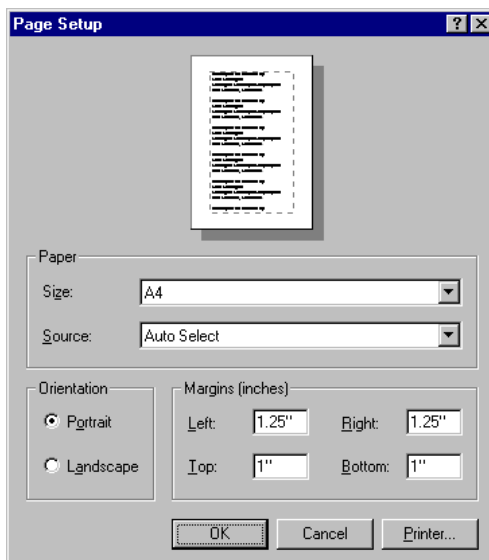 Page Setup
Paper
Size: A4
Source: Auto Select
Orientation
Portrait
Landscape
Margins (inches)
Left: 1.25" Right: 1.25"
Top: 1" Bottom: 1"
OK Cancel Printer...